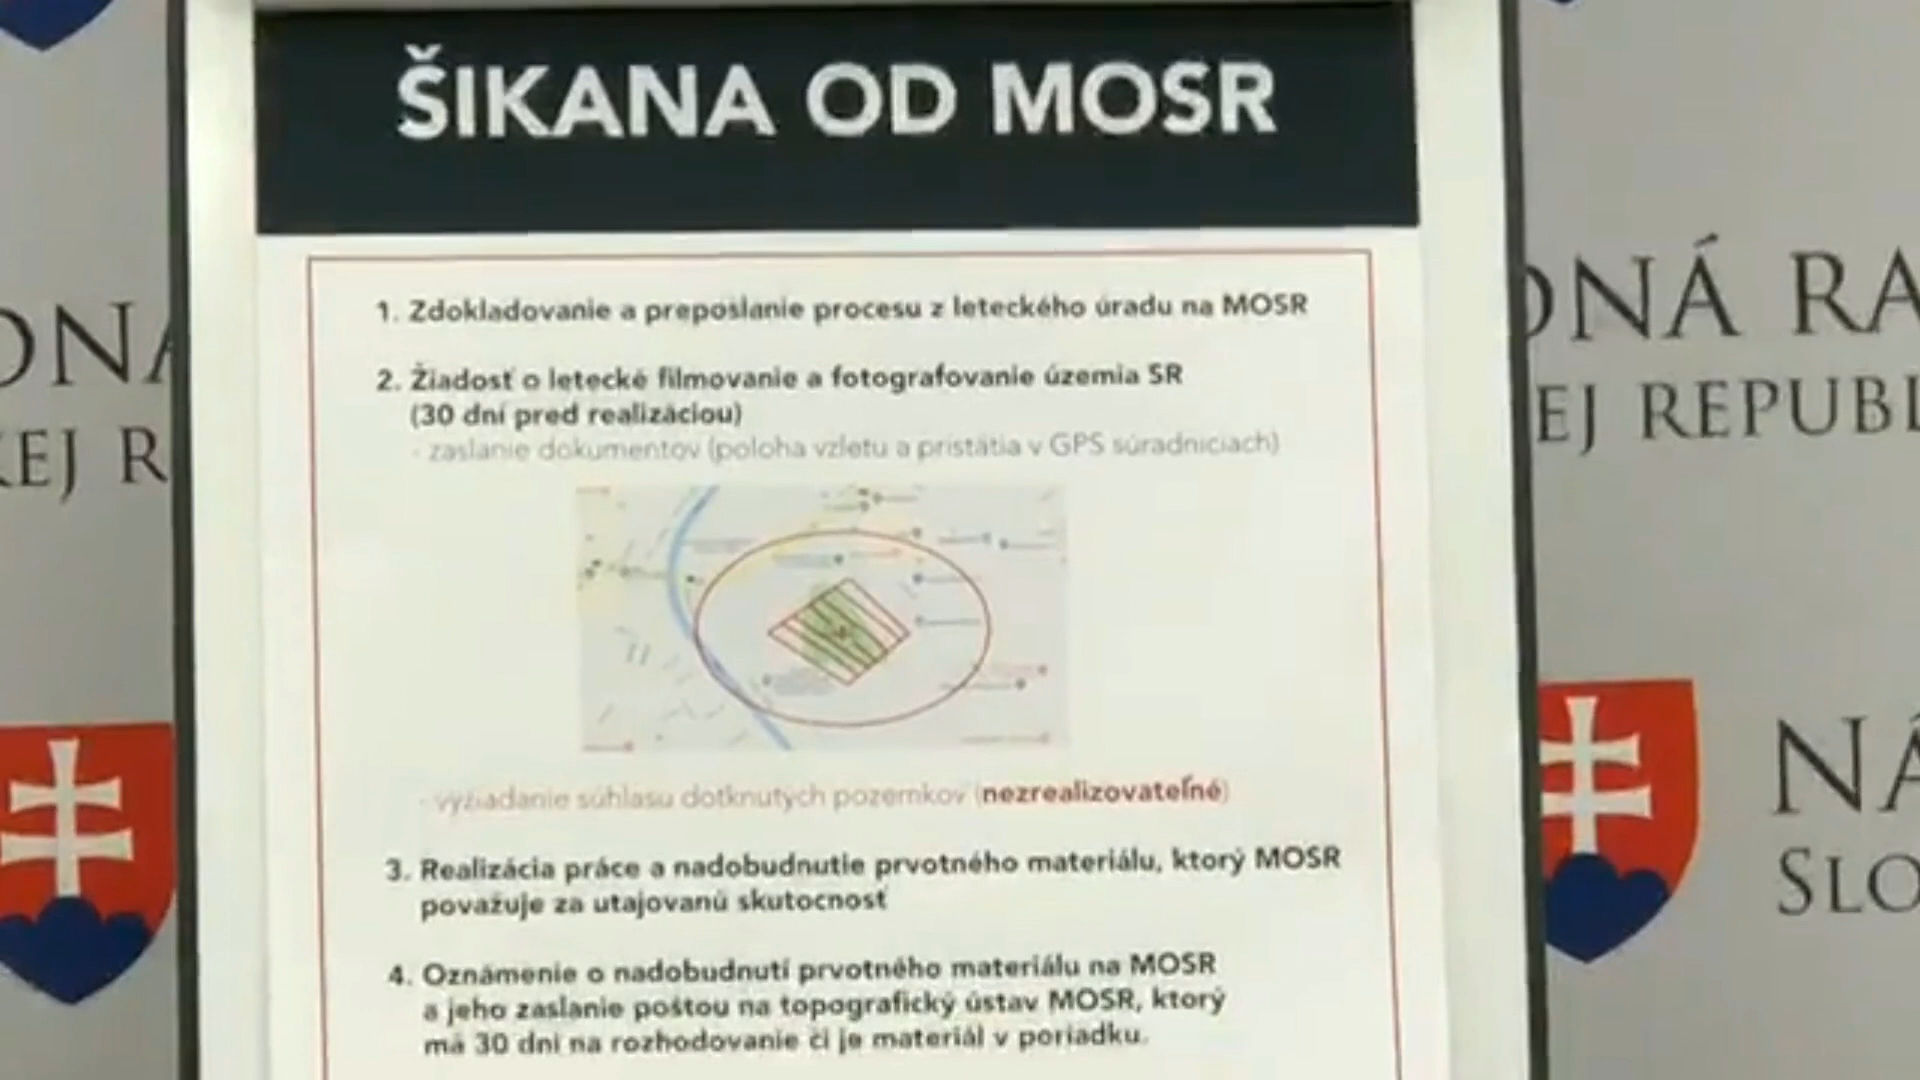 ŠIKANA OD MOSR
1. Zdokladovanie a preposlanie procesu z leteckého úradu na MOSR
2. Žiadosť o letecké filmovanie a fotografovanie územia SR
(30 dní pred realizáciou)
- zaslanie dokumentov (poloha vzletu a pristátia v GPS súradniciach)
- vyžiadanie súhlasu dotknutých pozemkov (nezrealizovateľné)
3. Realizácia práce a nadobudnutie prvotného materiálu, ktorý MOSR
považuje za utajovanú skutočnosť
4. Oznámenie o nadobudnutí prvotného materiálu na MOSR
a jeho zaslanie poštou na topografický ústav MOSR, ktorý
má 30 dní na rozhodovanie či je materiál v poriadku.
ONÁ
KEJ R
ONÁ RA
EJ REPUBL
NÁ
SLO